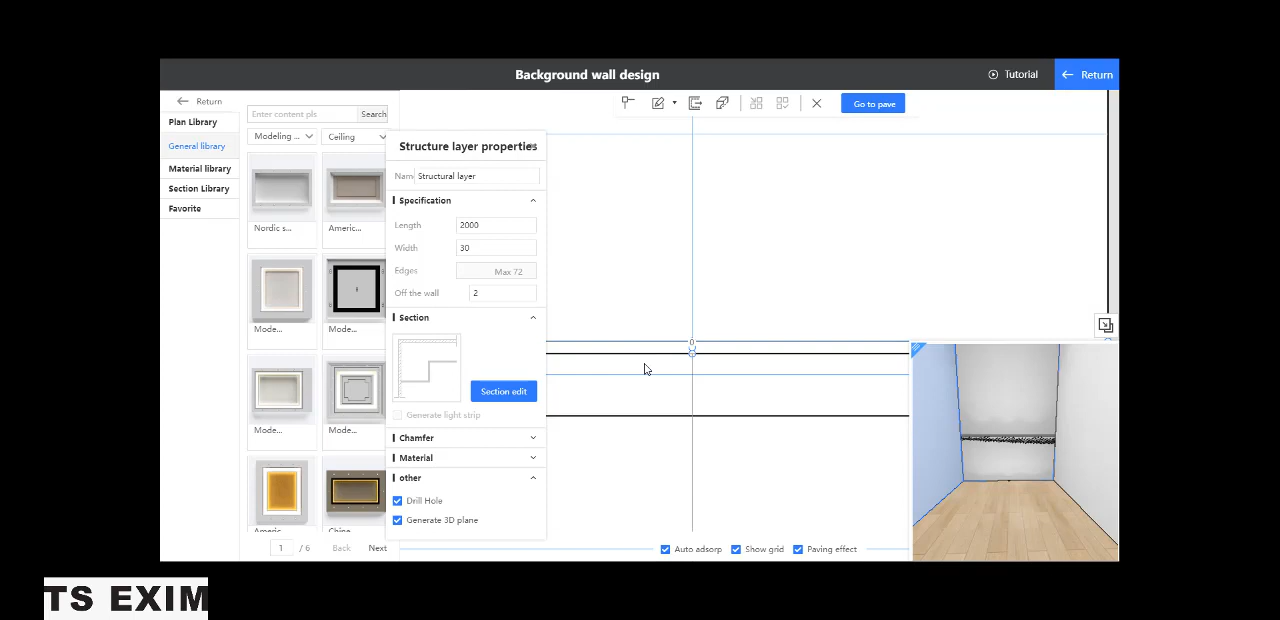 Background wall design
Tutorial
Return
Return
Plan Library
General library
Material library
Section Library
Favorite
Enter content pls
Search
Modeling ...
Ceiling
Nordic s...
Americ...
Mode...
Mode...
Mode...
Mode...
Americ
Chine
1 / 6 Back Next
Structure layer properties
Nam Structural layer
Specification
Length 2000
Width 30
Edges Max 72
Off the wall 2
Section
Section edit
Generate light strip
Chamfer
Material
other
Drill Hole
Generate 3D plane
Go to pave
0
Auto adsorp
Show grid
Paving effect
TS EXIM